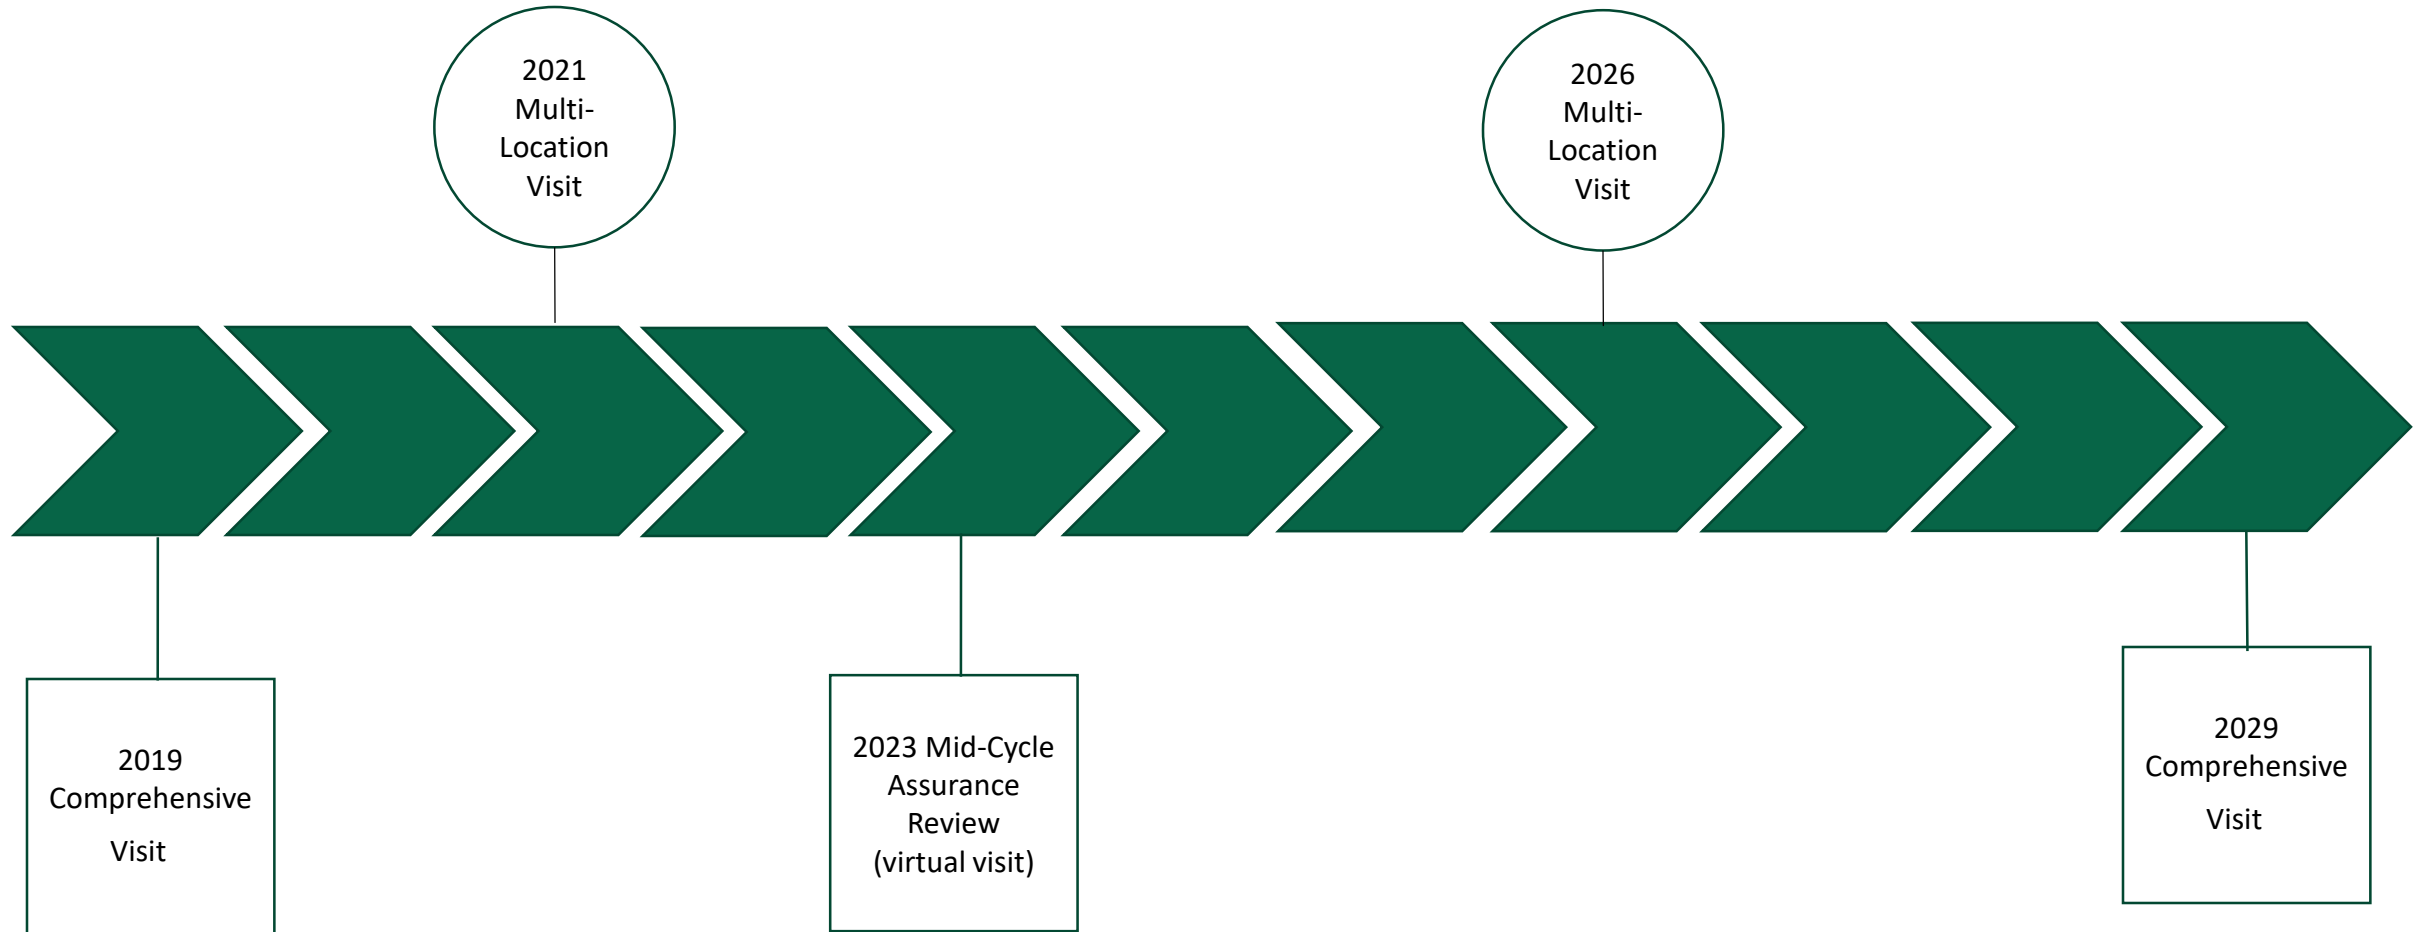 2021
Multi-
Location
Visit
2026
Multi-
Location
Visit
2019
Comprehensive
Visit
2023 Mid-Cycle
Assurance
Review
(virtual visit)
2029
Comprehensive
Visit